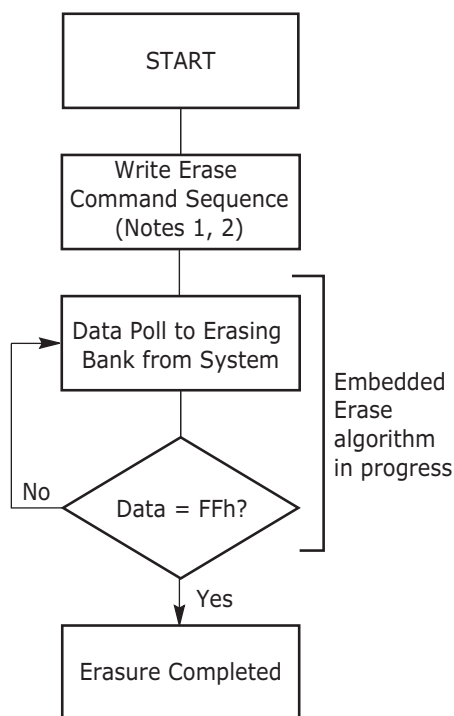 START
Write Erase
Command Sequence
(Notes 1, 2)
Data Poll to Erasing
Bank from System
Embedded
Erase
algorithm
in progress
No
Data = FFh?
Yes
Erasure Completed